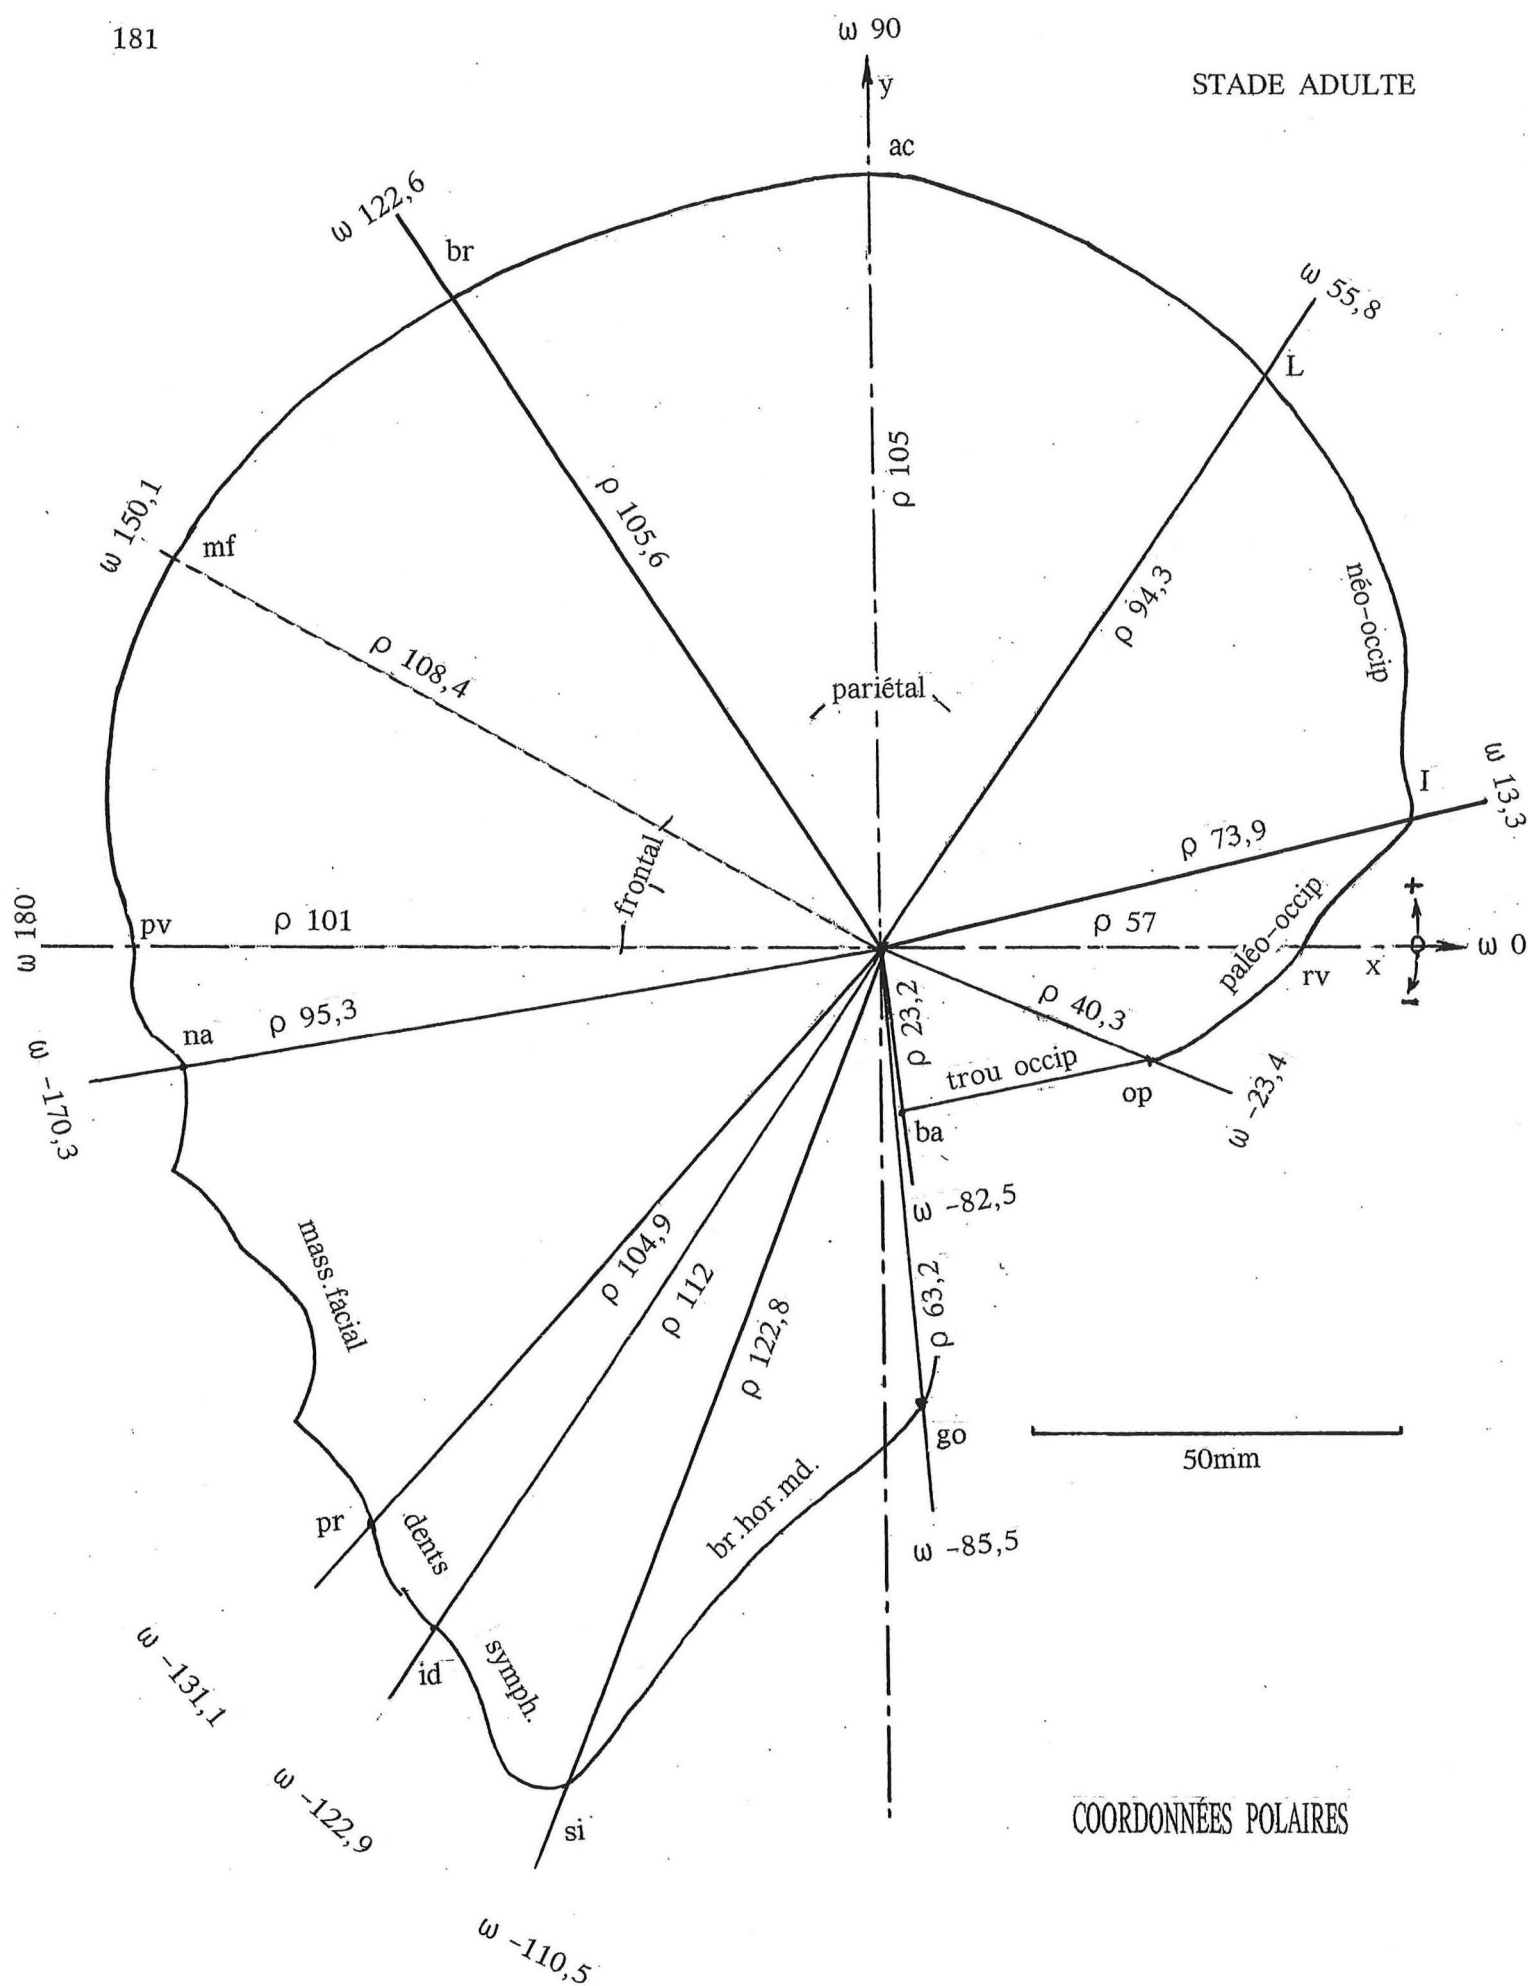 181
ω 90
y
STADE ADULTE
ac
ω 122,6
br
ω 55,8
L
ρ 105
ω 150,1
mf
ρ 105,6
ρ 94,3
néo-occip
ρ 108,4
pariétal
I
ω 13,3
ρ 73,9
frontal
+
paléo-occip
ω 180
pv
ρ 101
ρ 57
x
ω 0
rv
-
na
ρ 95,3
ρ 23,2
ρ 40,3
trou occip
op
ω -23,4
ω -170,3
ba
ω -82,5
mass.facial
ρ 104,9
ρ 112
ρ 122,8
ρ 63,2
go
50mm
br.hor.md.
pr
dents
ω -85,5
id
symph.
ω -131,1
ω -122,9
si
COORDONNÉES POLAIRES
ω -110,5